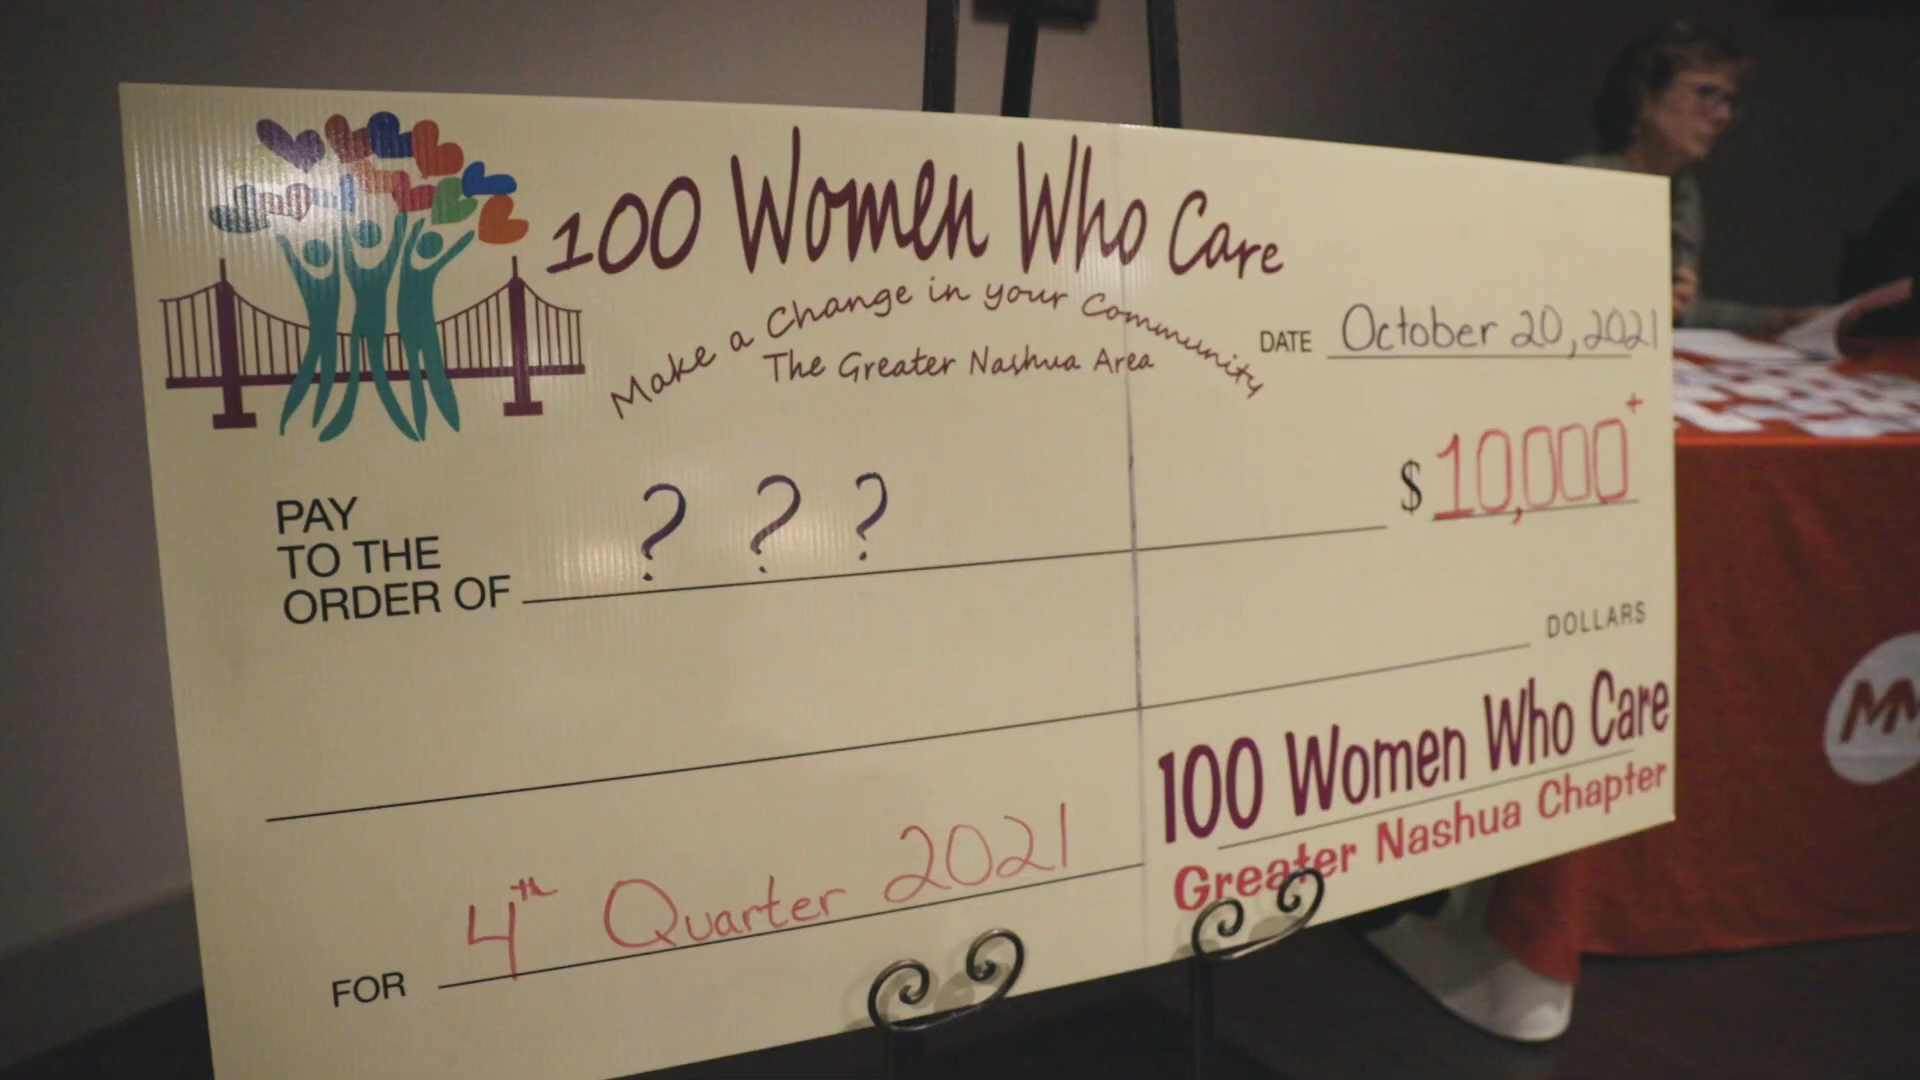 100 Women Who Care
Make a Change in your Community
The Greater Nashua Area
DATE October 20, 2021
PAY
TO THE
ORDER OF ? ? ?
$ 10,000+
DOLLARS
100 Women Who Care
Greater Nashua Chapter
FOR 4th Quarter 2021